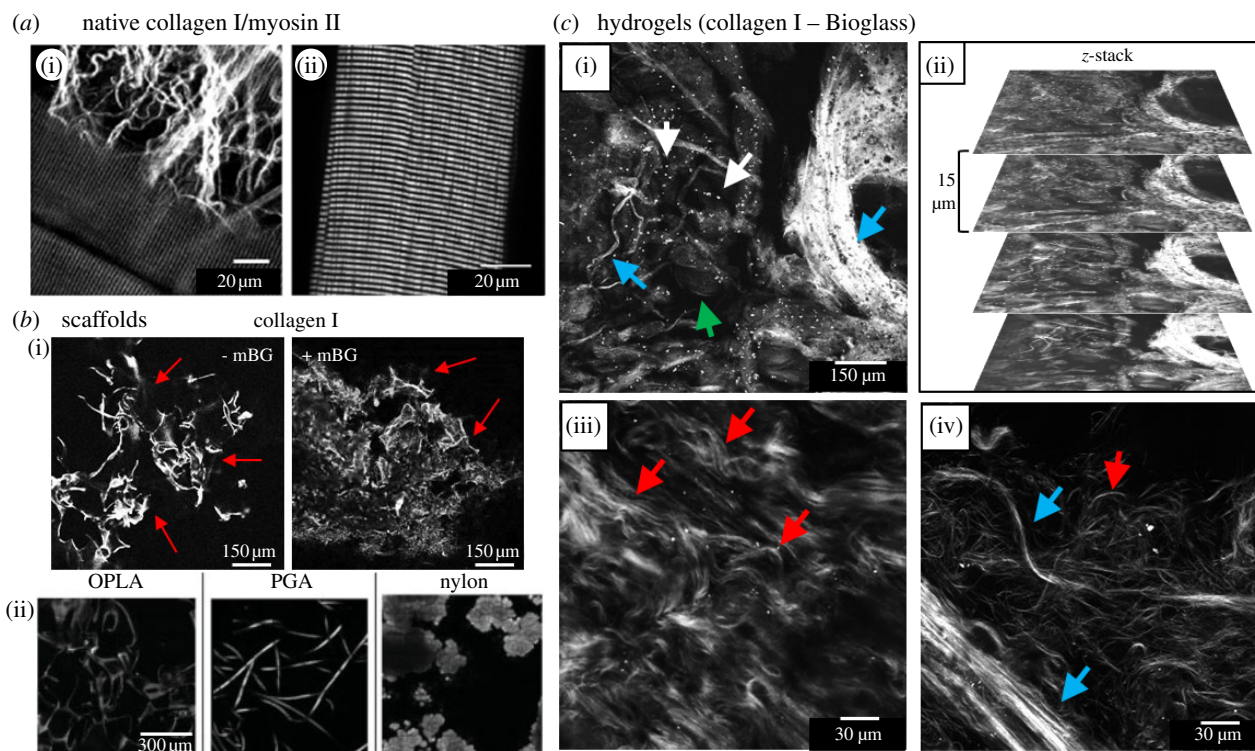 (a) native collagen I/myosin II
(i)
20 µm
(ii)
20 µm
(b) scaffolds collagen I
(i)
- mBG
150 µm
+ mBG
150 µm
OPLA PGA nylon
(ii)
300 µm
(c) hydrogels (collagen I – Bioglass)
(i)
150 µm
(ii)
z-stack
15
µm
(iii)
30 µm
(iv)
30 µm